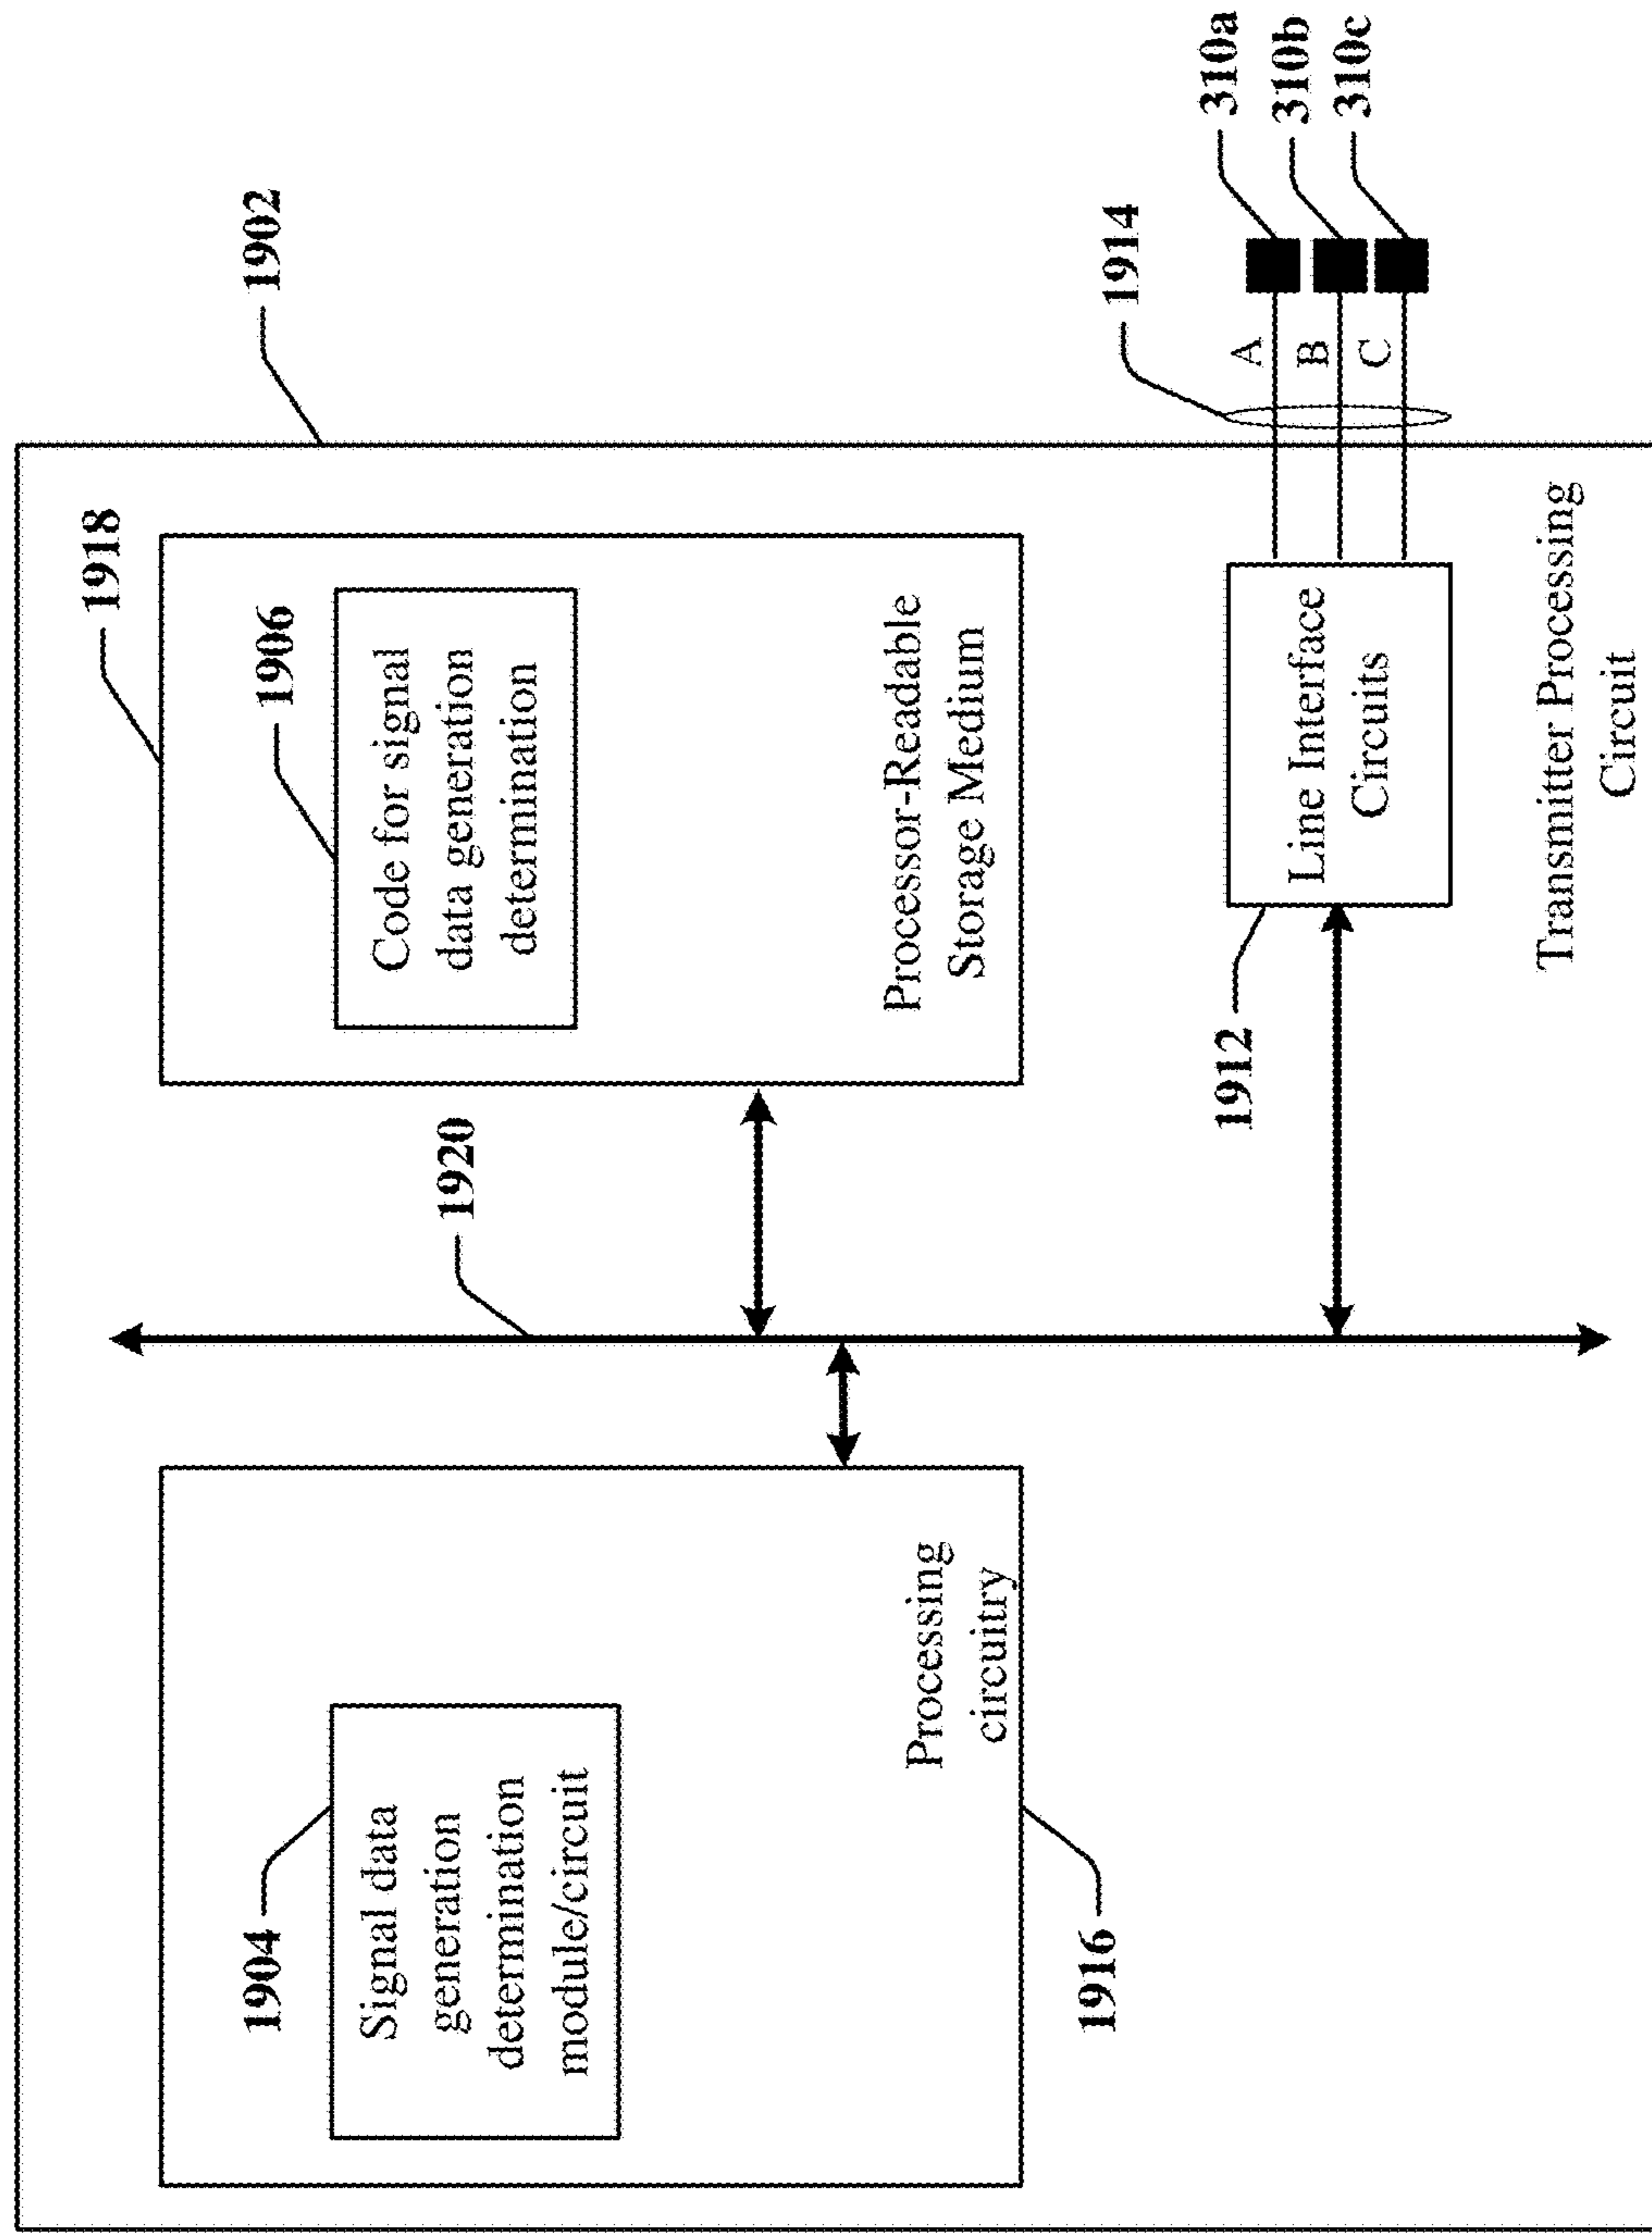 1902
1918
1906
Code for signal
data generation
determination
Processor-Readable
Storage Medium
1904
Signal data
generation
determination
module/circuit
Processing
circuitry
1916
1920
1914
A
B
C
310a
310b
310c
Line Interface
Circuits
1912
Transmitter Processing
Circuit